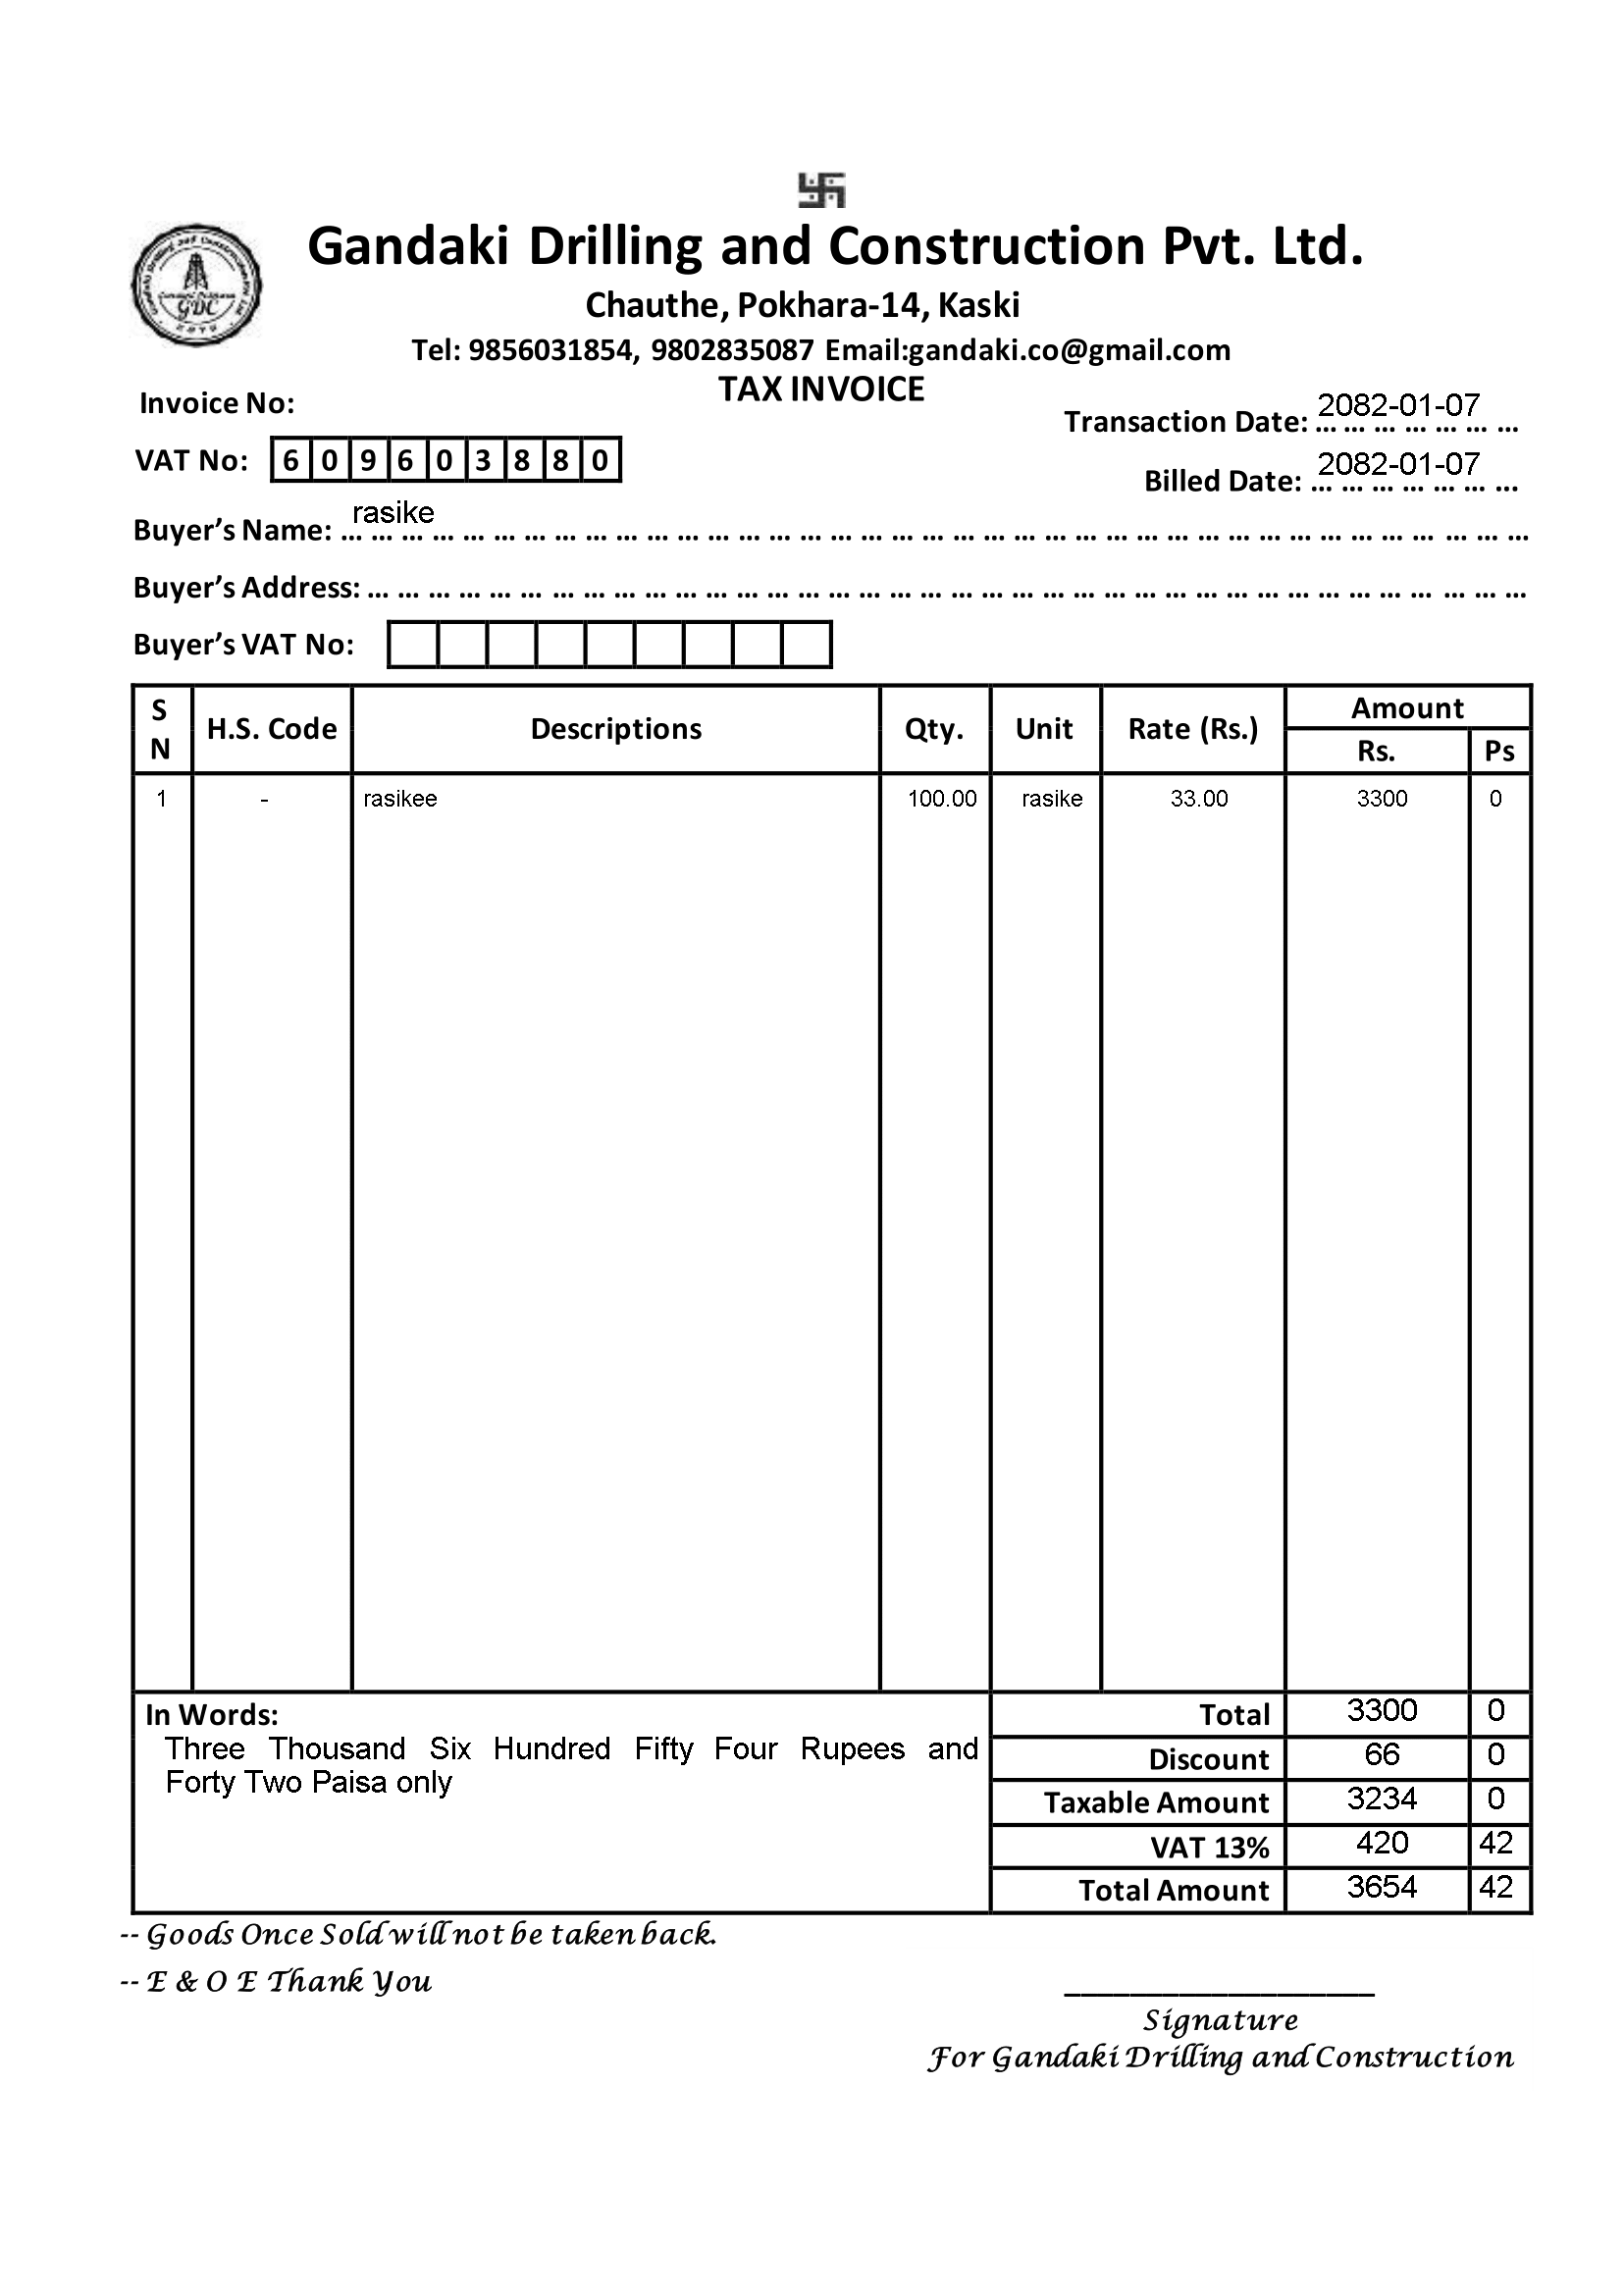 卐
Gandaki Drilling and Construction Pvt. Ltd.
Chauthe, Pokhara-14, Kaski
Tel: 9856031854, 9802835087 Email:gandaki.co@gmail.com
TAX INVOICE
GDC
Invoice No:
Transaction Date: ... ... ... ... ... ... ...
2082-01-07
VAT No: 6 0 9 6 0 3 8 8 0
Billed Date: ... ... ... ... ... ... ...
2082-01-07
Buyer’s Name: rasike
Buyer’s Address:
Buyer’s VAT No:
S N H.S. Code Descriptions Qty. Unit Rate (Rs.) Amount
Rs. Ps
1 - rasikee 100.00 rasike 33.00 3300 0
In Words:
Three Thousand Six Hundred Fifty Four Rupees and
Forty Two Paisa only
Total 3300 0
Discount 66 0
Taxable Amount 3234 0
VAT 13% 420 42
Total Amount 3654 42
-- Goods Once Sold will not be taken back.
-- E & O E Thank You
Signature
For Gandaki Drilling and Construction